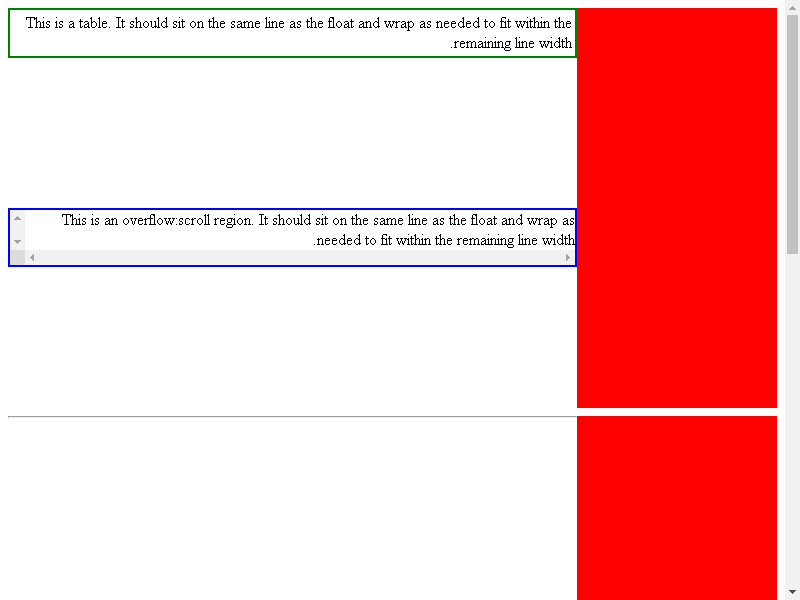 This is a table. It should sit on the same line as the float and wrap as needed to fit within the
.remaining line width
This is an overflow:scroll region. It should sit on the same line as the float and wrap as
.needed to fit within the remaining line width